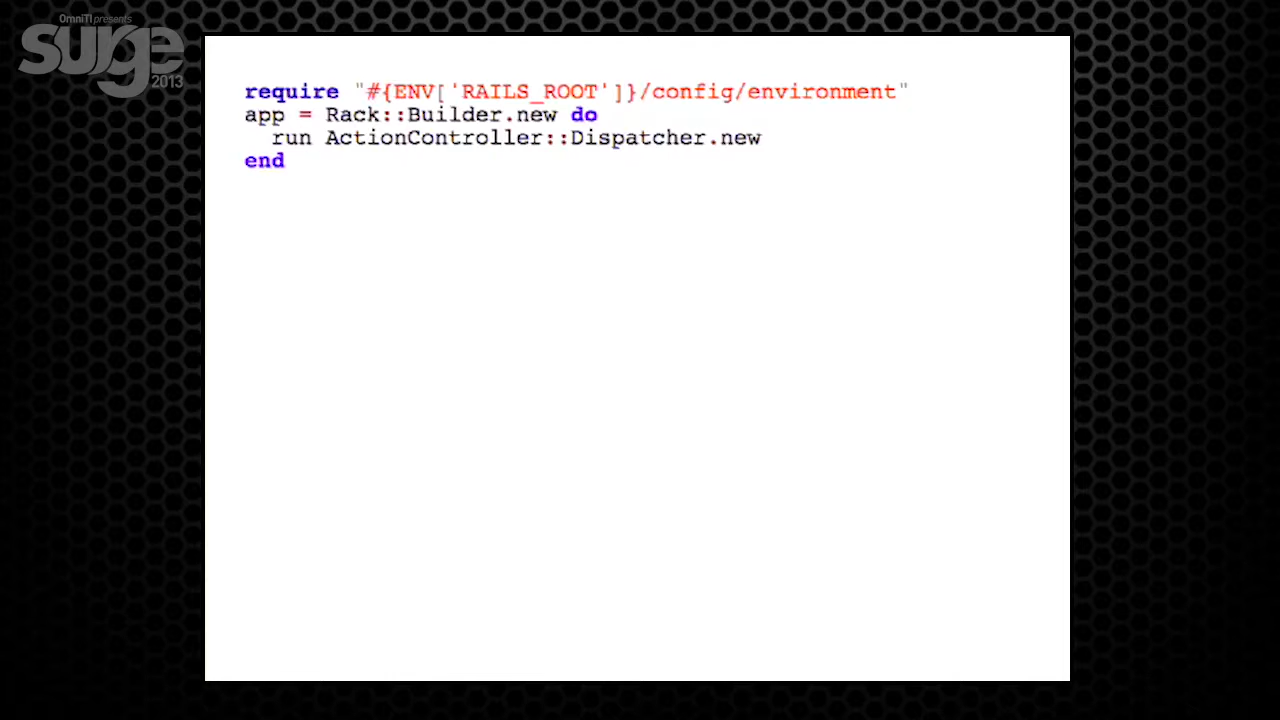 OmniTI presents
surge
2013
require "#{ENV['RAILS_ROOT']}/config/environment"
app = Rack::Builder.new do
  run ActionController::Dispatcher.new
end